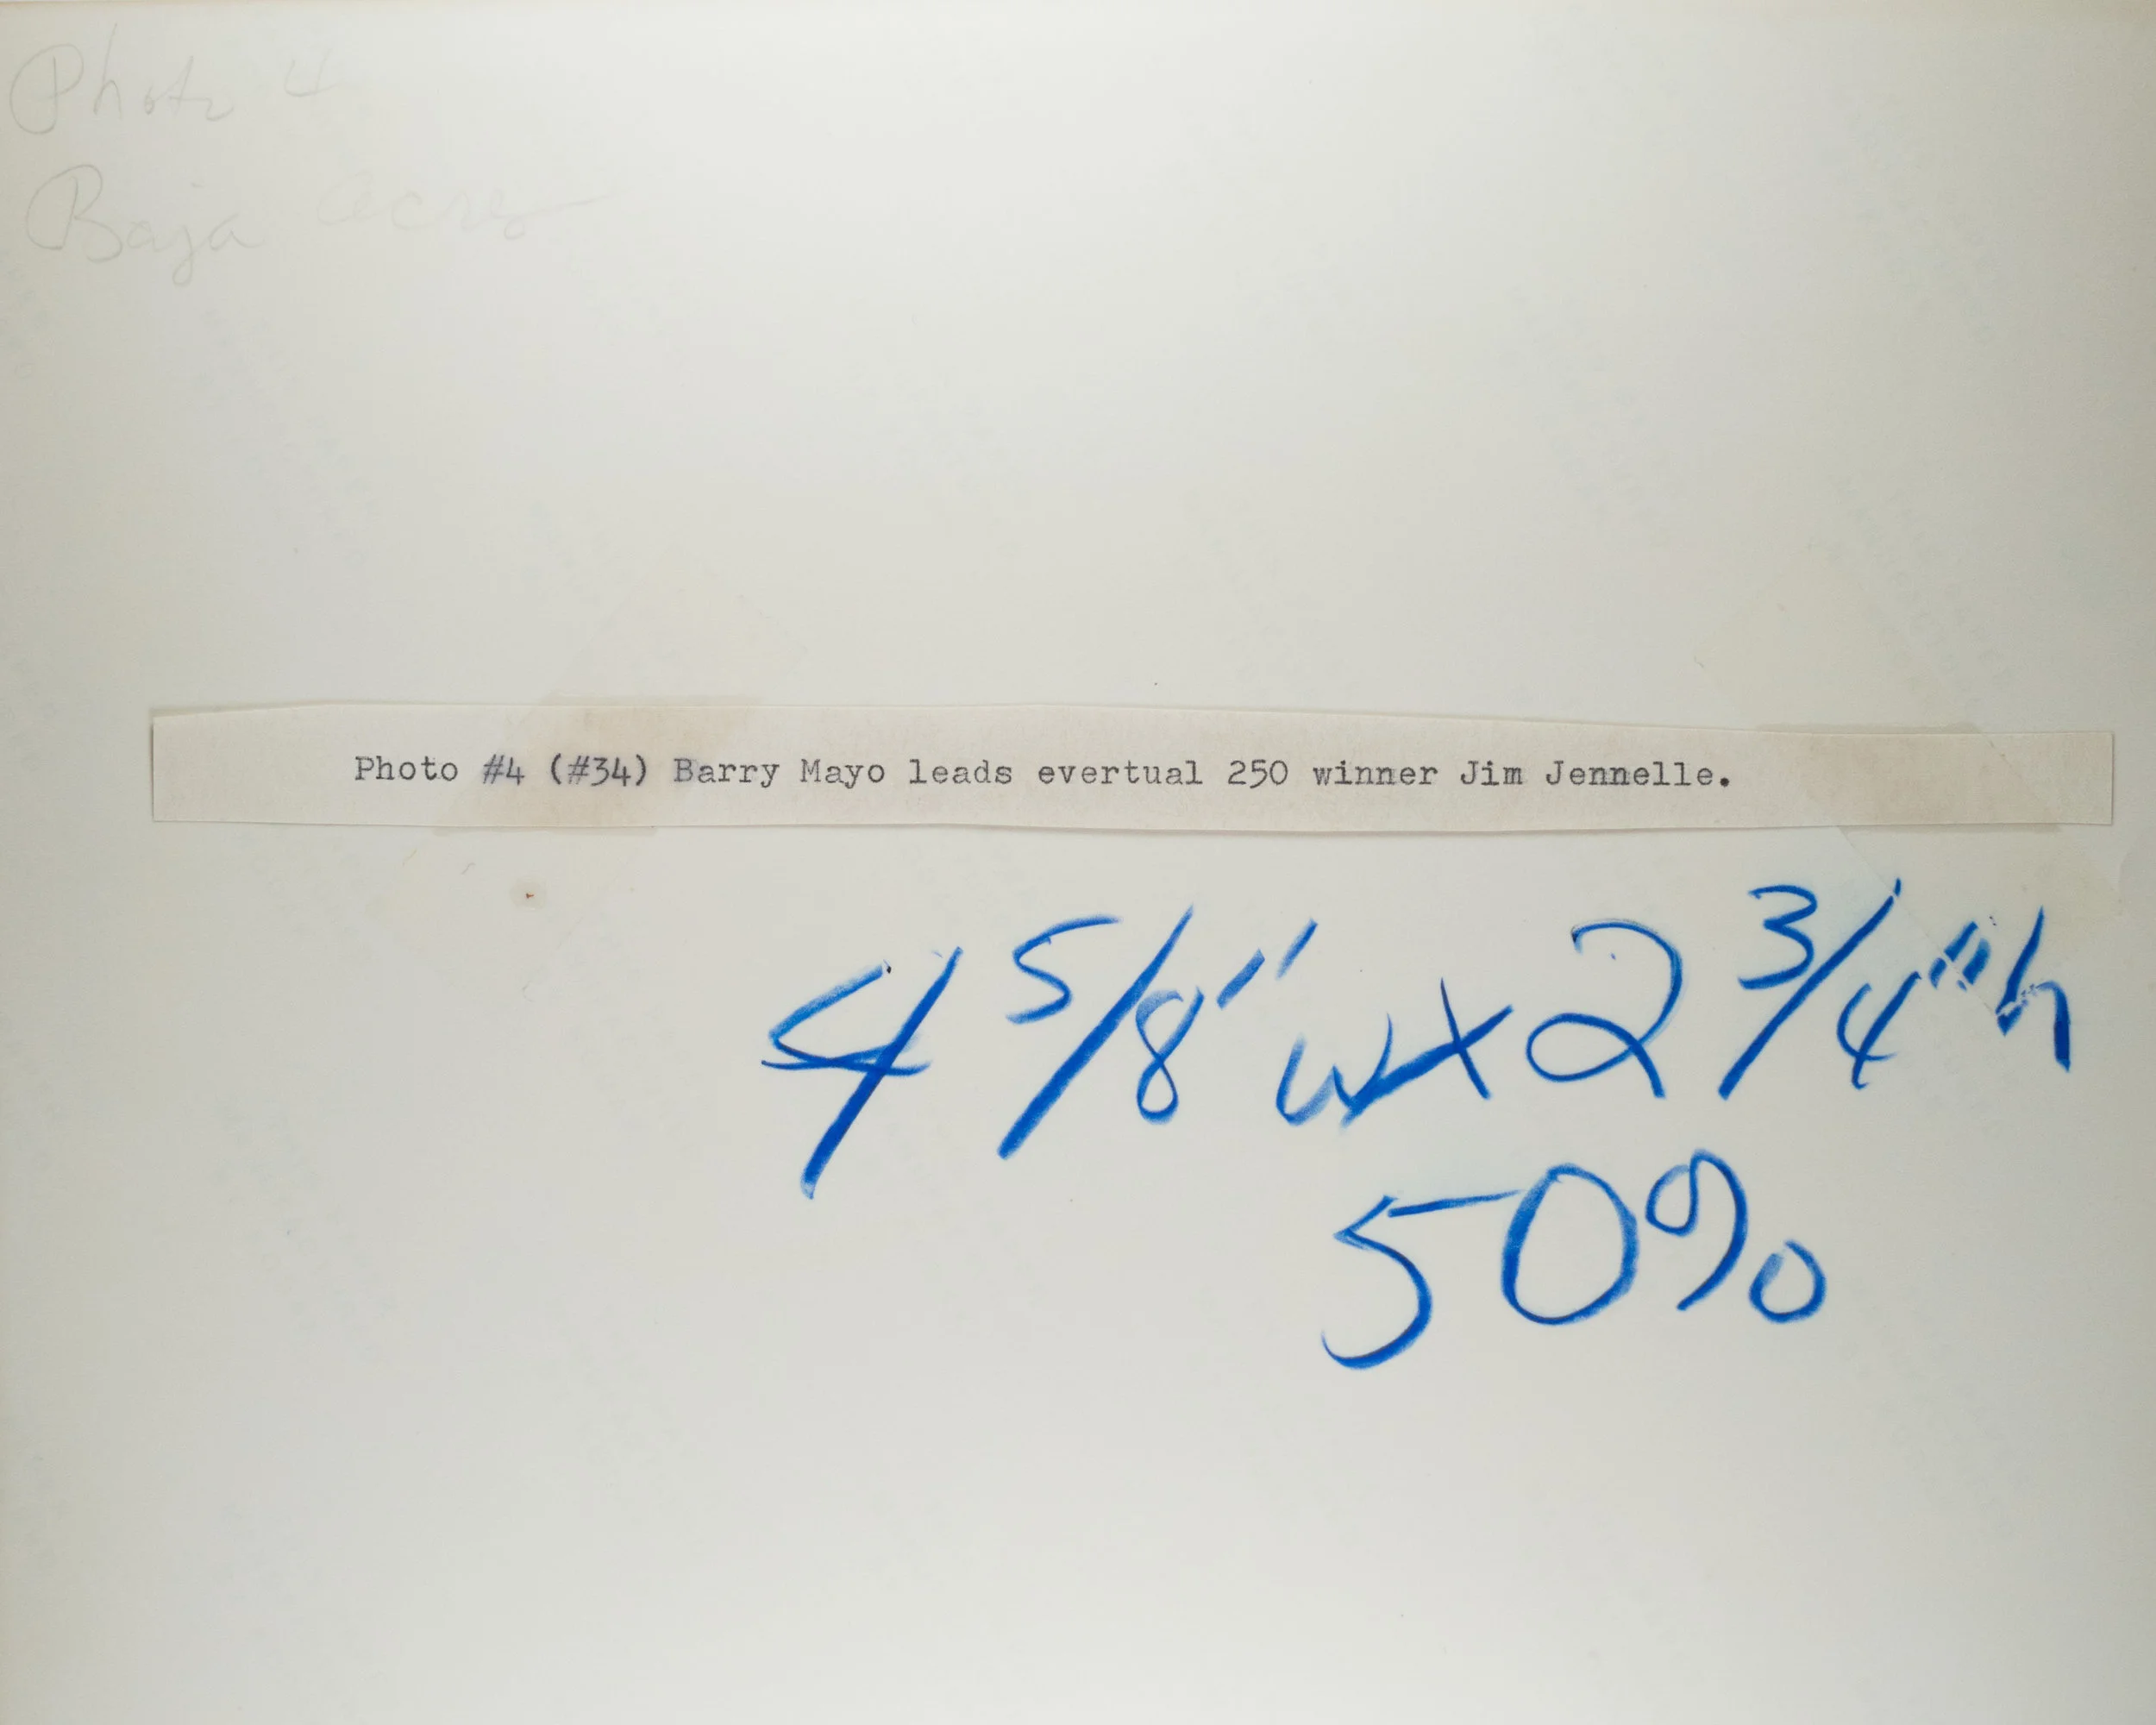 Photo 4
Baja Acres
Photo #4 (#34) Barry Mayo leads evertual 250 winner Jim Jennelle.
4 5/8" w x 2 3/4" h
50%